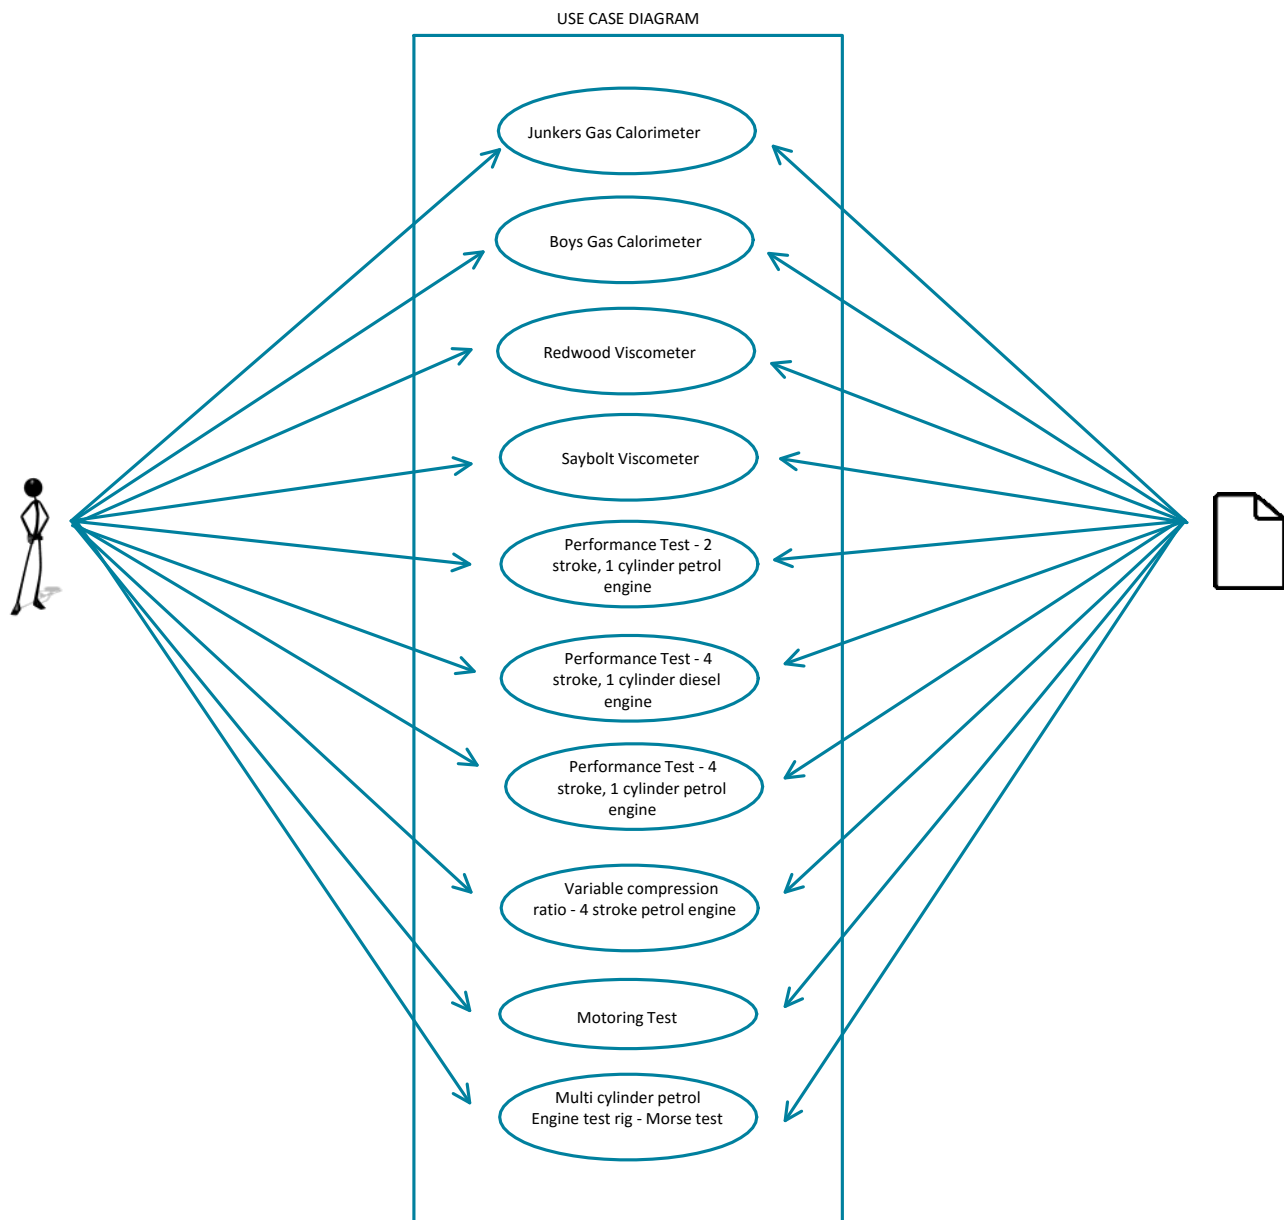 USE CASE DIAGRAM
Junkers Gas Calorimeter
Boys Gas Calorimeter
Redwood Viscometer
Saybolt Viscometer
Performance Test - 2
stroke, 1 cylinder petrol
engine
Performance Test - 4
stroke, 1 cylinder diesel
engine
Performance Test - 4
stroke, 1 cylinder petrol
engine
Variable compression
ratio - 4 stroke petrol engine
Motoring Test
Multi cylinder petrol
Engine test rig - Morse test